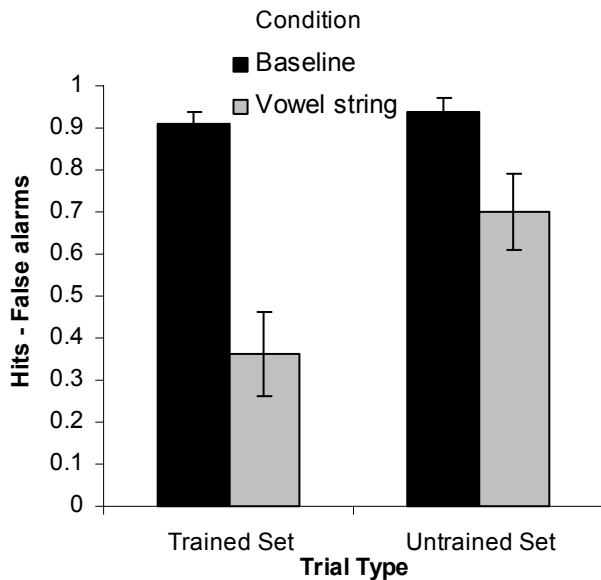 Condition
Baseline
Vowel string
1
0.9
0.8
0.7
0.6
0.5
0.4
0.3
0.2
0.1
0
Hits - False alarms
Trained Set
Untrained Set
Trial Type